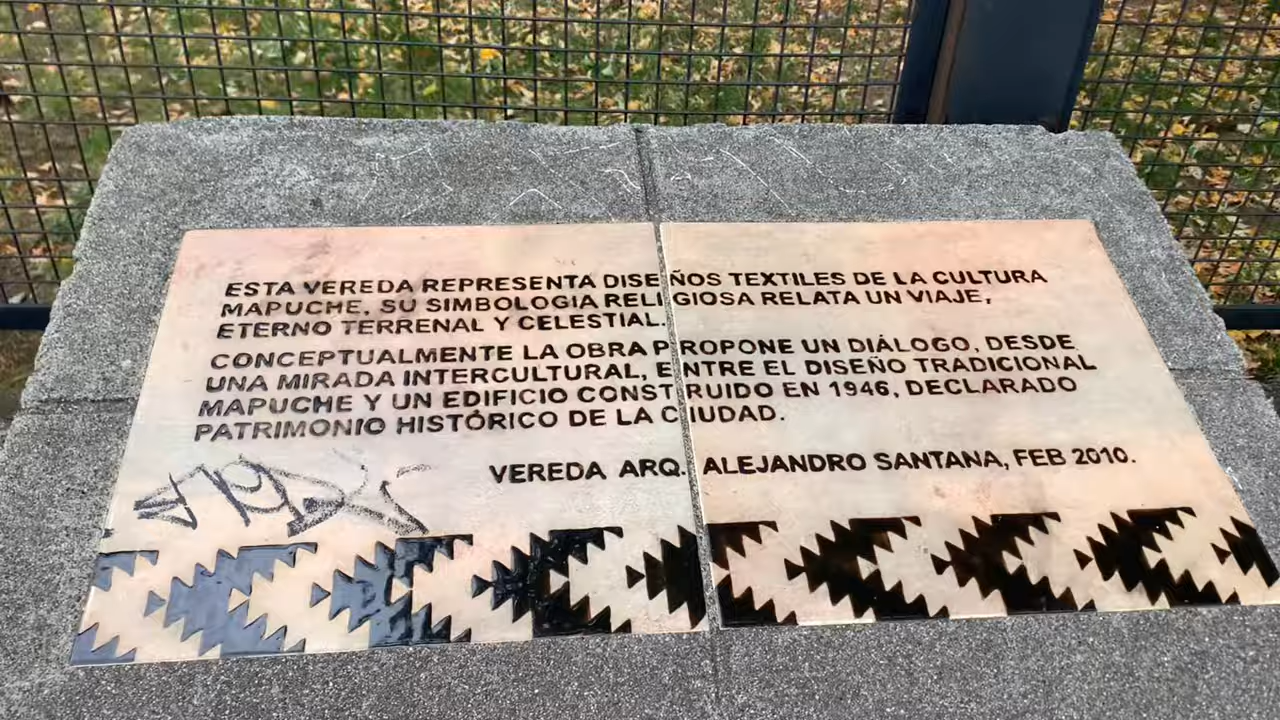 ESTA VEREDA REPRESENTA DISEÑOS TEXTILES DE LA CULTURA
MAPUCHE, SU SIMBOLOGIA RELIGIOSA RELATA UN VIAJE,
ETERNO TERRENAL Y CELESTIAL.
CONCEPTUALMENTE LA OBRA PROPONE UN DIÁLOGO, DESDE
UNA MIRADA INTERCULTURAL, ENTRE EL DISEÑO TRADICIONAL
MAPUCHE Y UN EDIFICIO CONSTRUIDO EN 1946, DECLARADO
PATRIMONIO HISTÓRICO DE LA CIUDAD.
VEREDA ARQ. ALEJANDRO SANTANA, FEB 2010.